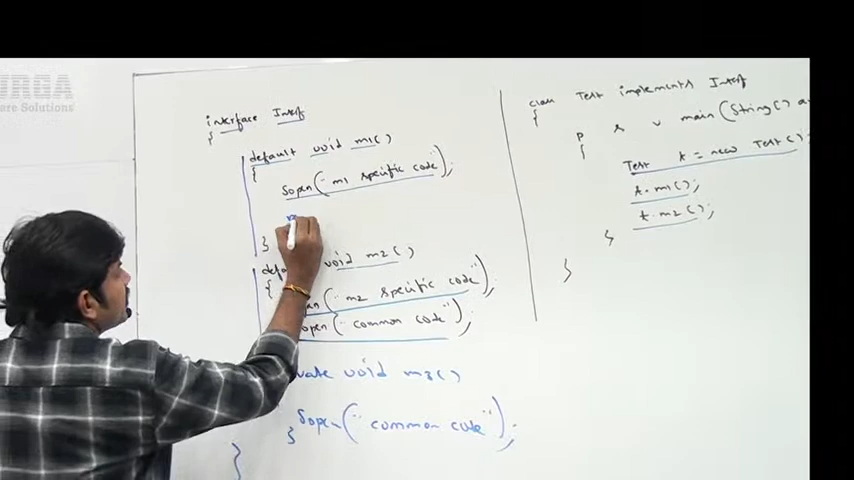 URGA
are Solutions
interface Interf
{
default void m1()
{
Sopln("m1 specific code");
}
void m2()
{
("m2 specific code");
sopln("common code");
vate void m3()
Sopln("common code");
}
}
class Test implements Interf
{
p s v main(String[] a
{
Test t = new Test();
t.m1();
t.m2();
}
}